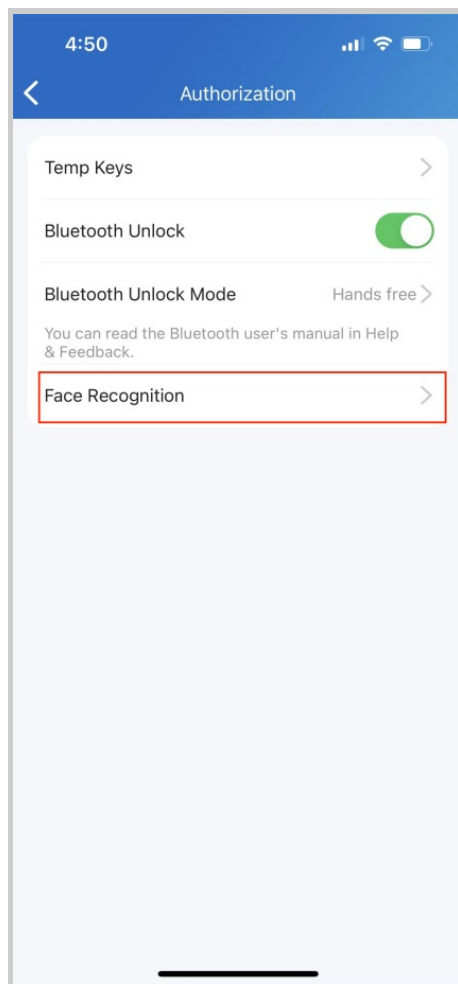 4:50
Authorization
Temp Keys
Bluetooth Unlock
Bluetooth Unlock Mode Hands free
You can read the Bluetooth user's manual in Help
& Feedback.
Face Recognition